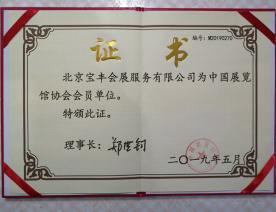 证书
编号：M20190270
北京宝丰会展服务有限公司为中国展览
馆协会会员单位。
特颁此证。
理事长：
二〇一九年五月